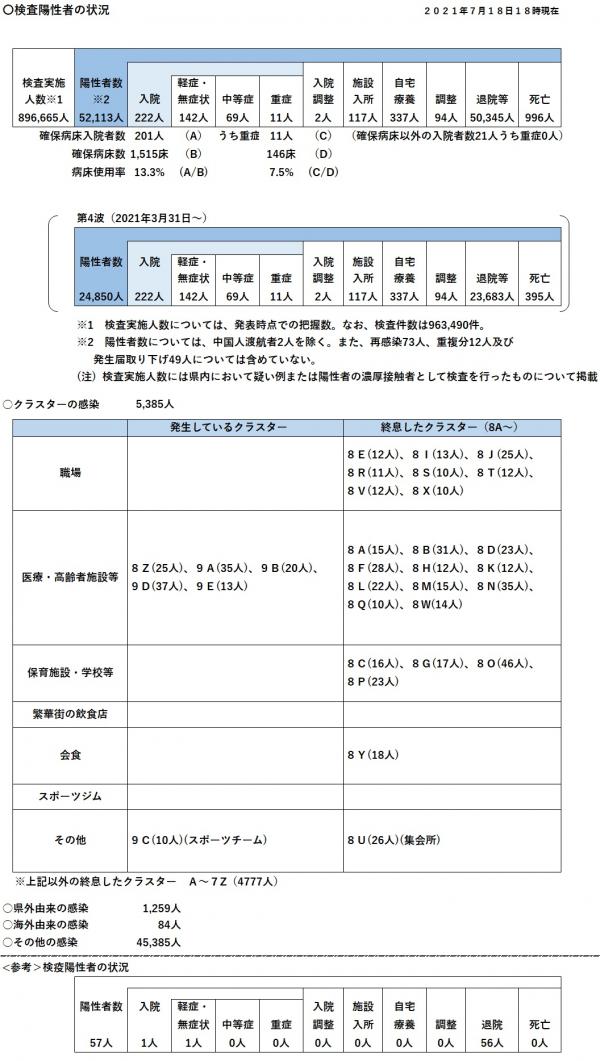 〇検査陽性者の状況 ２０２１年７月１８日１８時現在
検査実施人数※1 陽性者数※2 入院 軽症・無症状 中等症 重症 入院調整 施設入所 自宅療養 調整 退院等 死亡
896,665人 52,113人 222人 142人 69人 11人 2人 117人 337人 94人 50,345人 996人
確保病床入院者数 201人 （A） うち重症 11人 （C） （確保病床以外の入院者数21人うち重症0人）
確保病床数 1,515床 （B） 146床 （D）
病床使用率 13.3% （A/B） 7.5% （C/D）
第4波（2021年3月31日～）
陽性者数 入院 軽症・無症状 中等症 重症 入院調整 施設入所 自宅療養 調整 退院等 死亡
24,850人 222人 142人 69人 11人 2人 117人 337人 94人 23,683人 395人
※1　検査実施人数については、発表時点での把握数。なお、検査件数は963,490件。
※2　陽性者数については、中国人渡航者2人を除く。また、再感染73人、重複分12人及び
発生届取り下げ49人については含めていない。
（注）検査実施人数には県内において疑い例または陽性者の濃厚接触者として検査を行ったものについて掲載
〇クラスターの感染 5,385人
発生しているクラスター 終息したクラスター（8A～）
職場
８Ｅ(12人)、８Ｉ(13人)、８Ｊ(25人)、
８Ｒ(11人)、８Ｓ(10人)、８Ｔ(12人)、
８Ｖ(12人)、８Ｘ(10人)
医療・高齢者施設等
８Ｚ(25人)、９Ａ(35人)、９Ｂ(20人)、
９Ｄ(37人)、９Ｅ(13人)
８Ａ(15人)、８Ｂ(31人)、８Ｄ(23人)、
８Ｆ(28人)、８Ｈ(12人)、８Ｋ(12人)、
８Ｌ(22人)、８Ｍ(15人)、８Ｎ(35人)、
８Ｑ(10人)、８Ｗ(14人)
保育施設・学校等
８Ｃ(16人)、８Ｇ(17人)、８Ｏ(46人)、
８Ｐ(23人)
繁華街の飲食店
会食
８Ｙ(18人)
スポーツジム
その他
９Ｃ(10人)(スポーツチーム)
８Ｕ(26人)(集会所)
※上記以外の終息したクラスター　Ａ～７Ｚ（4777人）
〇県外由来の感染 1,259人
〇海外由来の感染 84人
〇その他の感染 45,385人
<参考>検疫陽性者の状況
陽性者数 入院 軽症・無症状 中等症 重症 入院調整 施設入所 自宅療養 調整 退院 死亡
57人 1人 1人 0人 0人 0人 0人 0人 0人 56人 0人